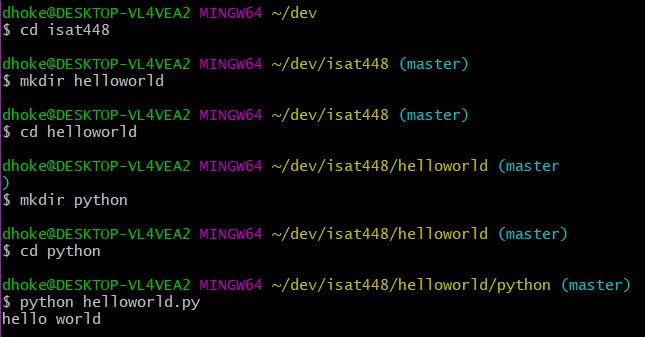 dhoke@DESKTOP-VL4VEA2 MINGW64 ~/dev
$ cd isat448
dhoke@DESKTOP-VL4VEA2 MINGW64 ~/dev/isat448 (master)
$ mkdir helloworld
dhoke@DESKTOP-VL4VEA2 MINGW64 ~/dev/isat448 (master)
$ cd helloworld
dhoke@DESKTOP-VL4VEA2 MINGW64 ~/dev/isat448/helloworld (master
)
$ mkdir python
dhoke@DESKTOP-VL4VEA2 MINGW64 ~/dev/isat448/helloworld (master)
$ cd python
dhoke@DESKTOP-VL4VEA2 MINGW64 ~/dev/isat448/helloworld/python (master)
$ python helloworld.py
hello world